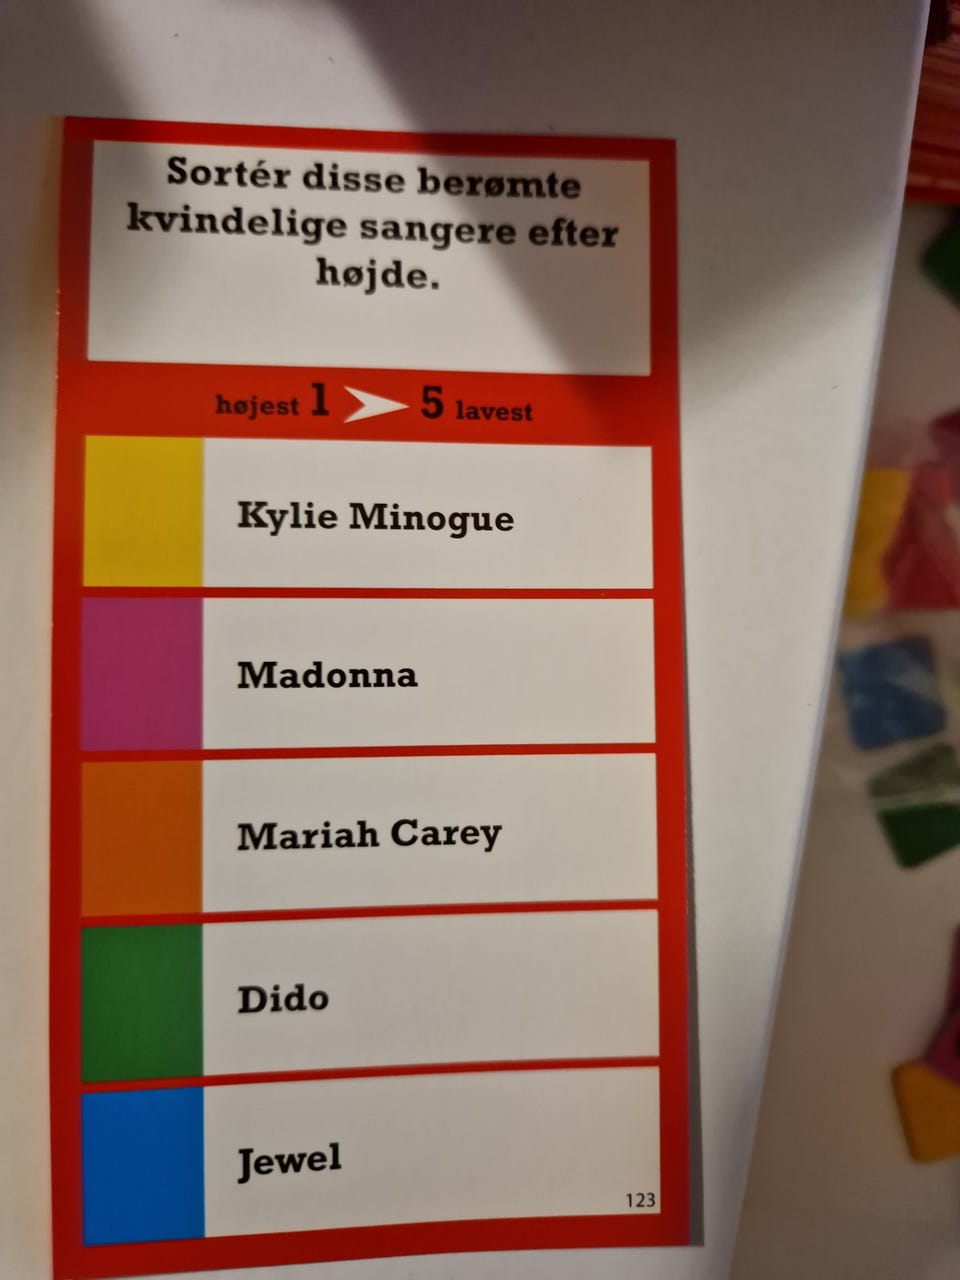 Sortér disse berømte
kvindelige sangere efter
højde.
højest 1 5 lavest
Kylie Minogue
Madonna
Mariah Carey
Dido
Jewel
123